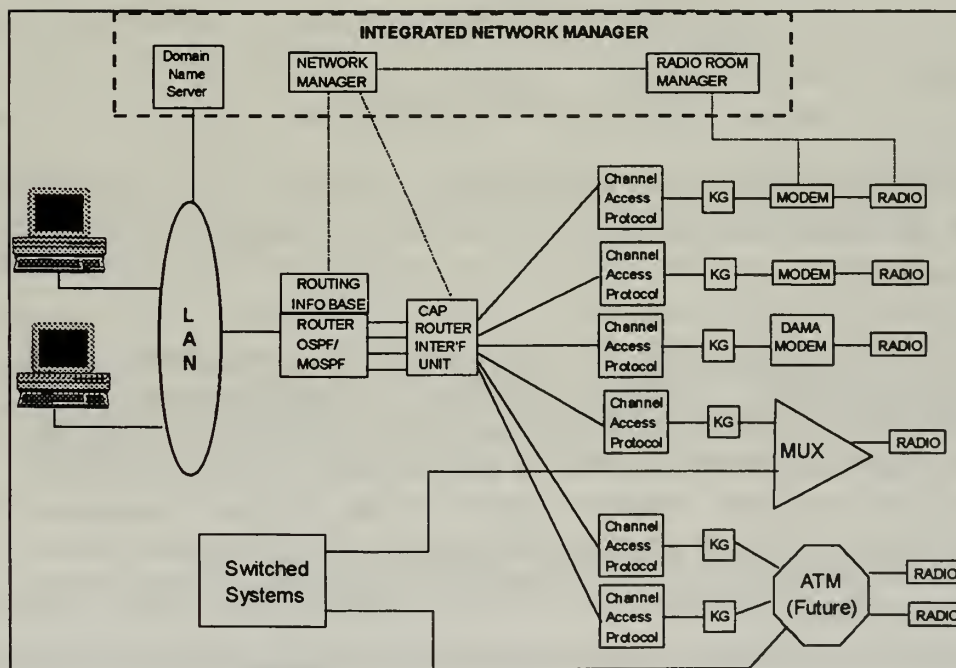 INTEGRATED NETWORK MANAGER
Domain
Name
Server
NETWORK
MANAGER
RADIO ROOM
MANAGER
Channel
Access
Protocol
KG
MODEM
RADIO
Channel
Access
Protocol
KG
MODEM
RADIO
L
A
N
ROUTING
INFO BASE
ROUTER
OSPF/
MOSPF
CAP
ROUTER
INTER'F
UNIT
Channel
Access
Protocol
KG
DAMA
MODEM
RADIO
Channel
Access
Protocol
KG
MUX
RADIO
Switched
Systems
Channel
Access
Protocol
KG
Channel
Access
Protocol
KG
ATM
(Future)
RADIO
RADIO